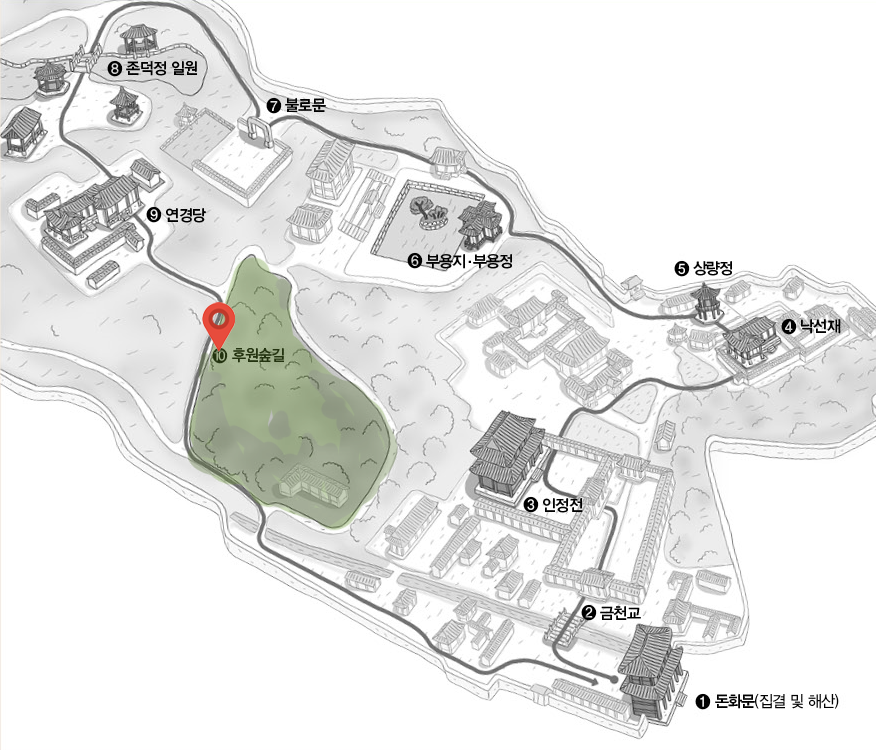 ❽ 존덕정 일원
❼ 불로문
❾ 연경당
❻ 부용지·부용정
❺ 상량정
❹ 낙선재
❿ 후원숲길
❸ 인정전
❷ 금천교
❶ 돈화문(집결 및 해산)